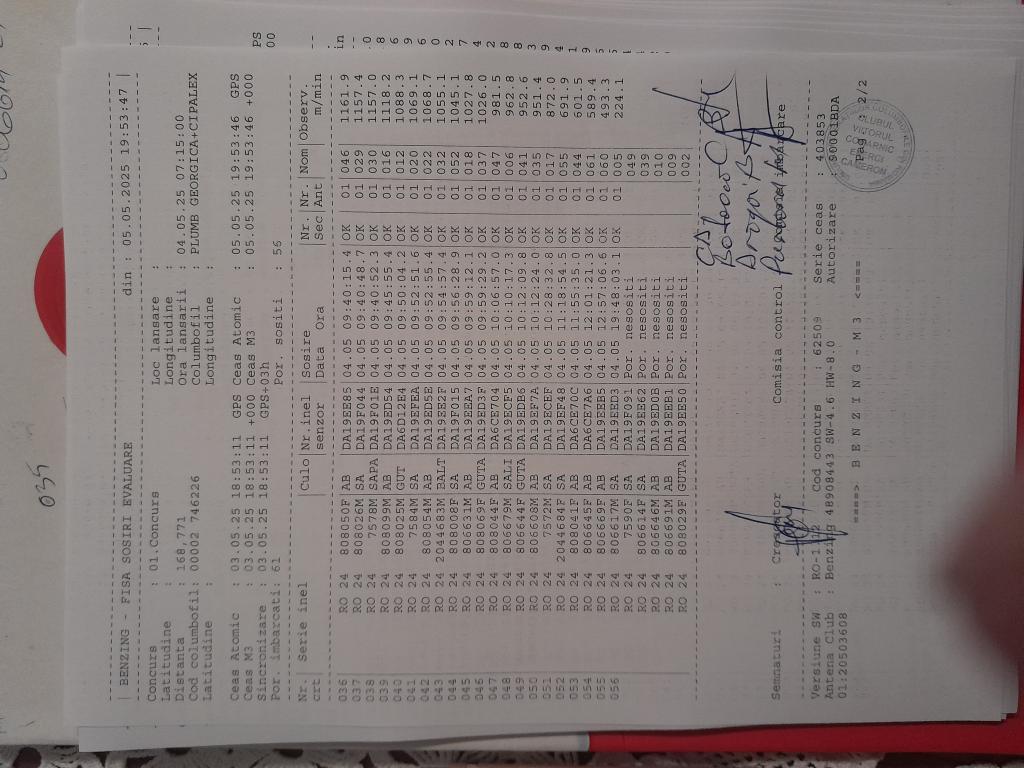 035
| BENZING - FISA SOSIRI EVALUARE din : 05.05.2025 19:53:47 |
Concurs : 01.Concurs Loc lansare :
Latitudine : Longitudine :
Distanta : 168,771 Ora lansarii : 04.05.25 07:15:00
Cod columbofil: 00002 746226 Columbofil : PLUMB GEORGICA+CIPALEX
Latitudine : Longitudine :
Ceas Atomic : 03.05.25 18:53:11 GPS Ceas Atomic : 05.05.25 19:53:46 GPS
Ceas M3 : 03.05.25 18:53:11 +000 Ceas M3 : 05.05.25 19:53:46 +000
Sincronizare : 03.05.25 18:53:11 GPS+03h
Por imbarcati: 61 Por. sositi : 56
Nr| Serie inel |Culo|Nr.inel |Sosire |Nr. |Nr.|Nom|Observ.
crt| | |senzor |Data Ora |Sec|Ant| |m/min
036 RO 24 808050F AB DA19EE85 04.05 09:40:15.4 OK 01 046 1161.9
037 RO 24 808026M SA DA19F044 04.05 09:40:48.7 OK 01 029 1157.4
038 RO 24 7578M SAPA DA19F01E 04.05 09:40:52.3 OK 01 030 1157.0
039 RO 24 808099M AB DA19ED54 04.05 09:45:55.4 OK 01 016 1118.2
040 RO 24 808025M GUT DA6D12E4 04.05 09:50:04.2 OK 01 012 1088.3
041 RO 24 7584M SA DA19EFEA 04.05 09:52:51.6 OK 01 020 1069.1
042 RO 24 808054M AB DA19ED5E 04.05 09:52:55.4 OK 01 022 1068.7
043 RO 24 2044683M BALT DA19EE2F 04.05 09:54:57.4 OK 01 032 1055.1
044 RO 24 808008F SA DA19F015 04.05 09:56:28.9 OK 01 052 1045.1
045 RO 24 806631M AB DA19EEA7 04.05 09:59:12.1 OK 01 018 1027.8
046 RO 24 808069F GUTA DA19ED3F 04.05 09:59:29.2 OK 01 037 1026.0
047 RO 24 808044F AB DA6CE704 04.05 10:06:57.0 OK 01 047 981.5
048 RO 24 806679M SALI DA19ECF5 04.05 10:10:17.3 OK 01 006 962.8
049 RO 24 806644F GUTA DA19EDB6 04.05 10:12:09.8 OK 01 041 952.6
050 RO 24 806608M AB DA19EF7A 04.05 10:12:24.0 OK 01 035 951.4
051 RO 24 7572M SA DA19ECEF 04.05 10:28:32.8 OK 01 017 872.0
052 RO 24 2044584F SA DA19EF48 04.05 11:18:54.5 OK 01 055 691.9
053 RO 24 808041F AB DA6CE70C 04.05 11:55:35.0 OK 01 044 601.5
054 RO 24 806645F AB DA6CE7A6 04.05 12:01:21.3 OK 01 061 589.4
055 RO 24 806669F AB DA19EEE5 04.05 12:57:06.6 OK 01 060 493.3
056 RO 24 806617M SA DA19EED3 04.05 19:48:03.1 OK 01 005 224.1
RO 24 7590F SA DA19F091 Por. nesositi 049
RO 24 806614F SA DA19EE62 Por. nesositi 039
RO 24 806646M AB DA19ED0B Por. nesositi 010
RO 24 806691M AB DA19EEB1 Por. nesositi 009
RO 24 808029F GUTA DA19EE50 Por. nesositi 002
Semnaturi : Crescator Comisia control imbarcare
Versiune SW : RO-1.12 Cod concurs : 62509 Serie ceas : 403853
Antena Club : Benzing 48908443 SW-4.6 HW-8.0 Autorizare : 90001BDA
01:20503608 Pag. 2/2
====> B E N Z I N G - M 3 <====
CLUBUL
VIITORUL